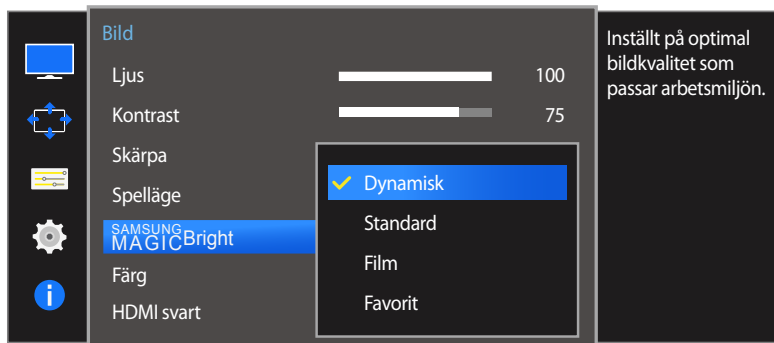 Bild
Ljus 100
Kontrast 75
Skärpa
Spelläge
SAMSUNG
MAGICBright
Färg
HDMI svart
Dynamisk
Standard
Film
Favorit
Inställt på optimal
bildkvalitet som
passar arbetsmiljön.